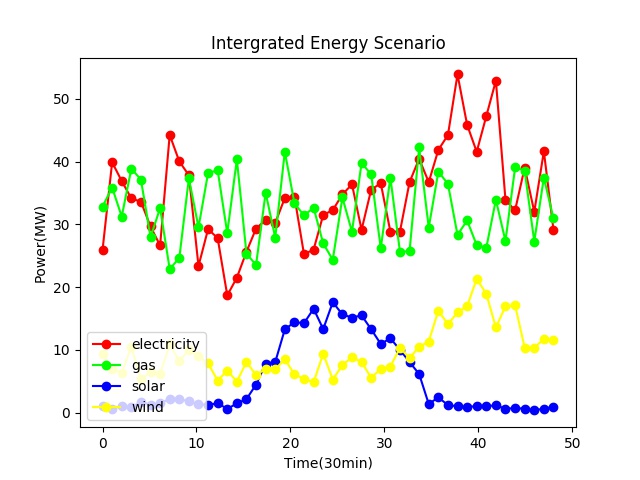 Intergrated Energy Scenario
Power(MW)
50
40
30
20
10
0
electricity
gas
solar
wind
0 10 20 30 40 50
Time(30min)